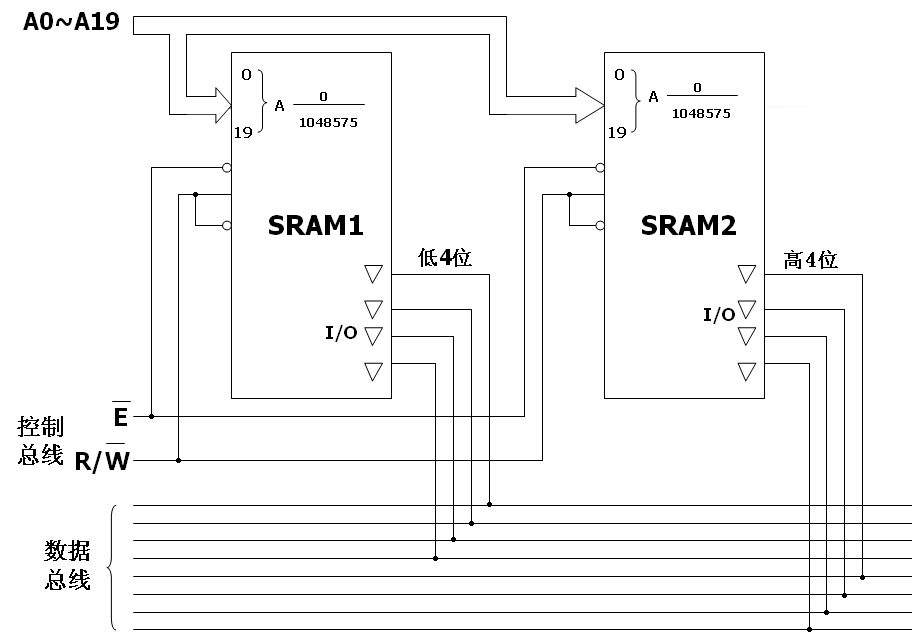 A0~A19
0
A
0
1048575
19
SRAM1
低4位
I/O
0
A
0
1048575
19
SRAM2
高4位
I/O
E
控制
总线
R/W
数据
总线